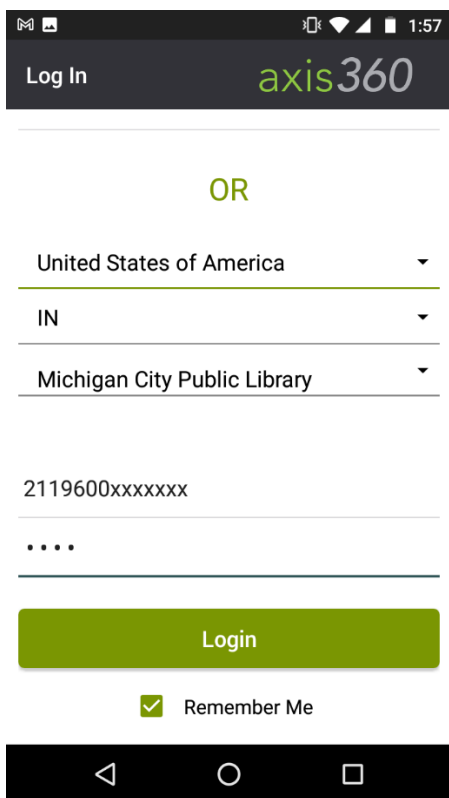 1:57
Log In
axis360
OR
United States of America
IN
Michigan City Public Library
2119600xxxxxxx
••••
Login
Remember Me